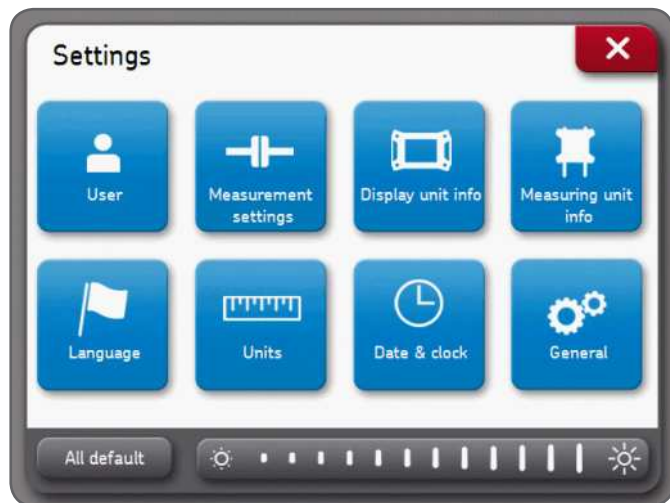 Settings
User
Measurement
settings
Display unit info
Measuring unit
info
Language
Units
Date & clock
General
All default